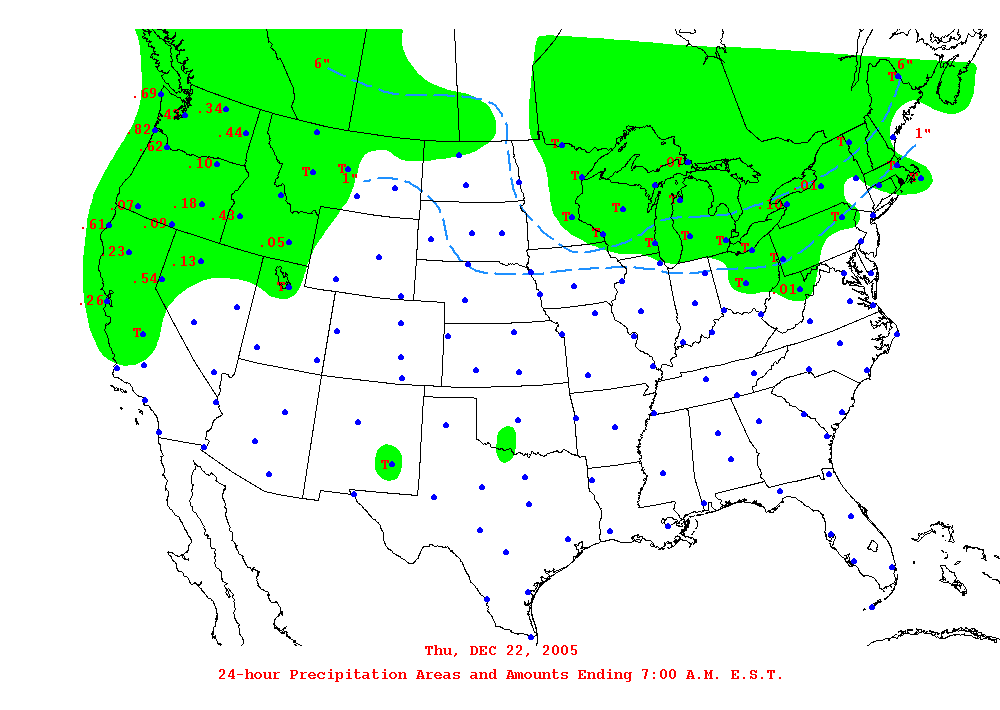 6"
6"
T
.69
.34
.82
.44
1"
.62
T
T
.10
.07
T
T
1"
T
T
T
.01
.07
.18
T
.10
.61
.09
.43
T
T
T
.05
T
T
T
T
.23
.13
T
.54
T
T
.01
.26
T
T
Thu, DEC 22, 2005
24-hour Precipitation Areas and Amounts Ending 7:00 A.M. E.S.T.